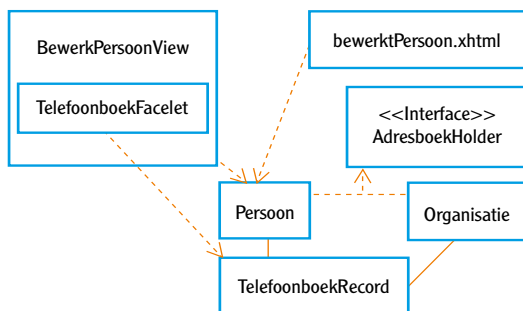 BewerkPersoonView
TelefoonboekFacelet
bewerktPersoon.xhtml
<<Interface>>
AdresboekHolder
Persoon
Organisatie
TelefoonboekRecord